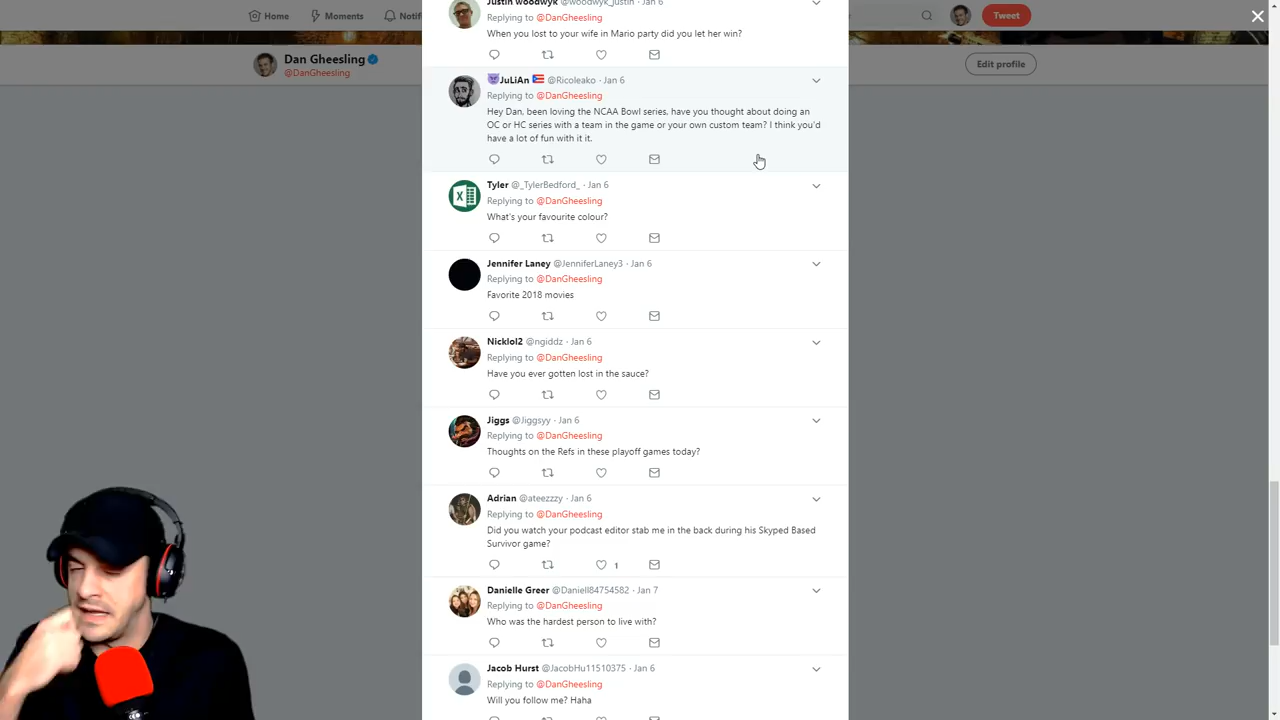 Home
Moments
Notifi
Tweet
Dan Gheesling
@DanGheesling
Edit profile
Justin woodwyk @woodwyk_justin · Jan 6
Replying to @DanGheesling
When you lost to your wife in Mario party did you let her win?
JuLiAn @Ricoleako · Jan 6
Replying to @DanGheesling
Hey Dan, been loving the NCAA Bowl series, have you thought about doing an
OC or HC series with a team in the game or your own custom team? I think you'd
have a lot of fun with it it.
Tyler @_TylerBedford_ · Jan 6
Replying to @DanGheesling
What's your favourite colour?
Jennifer Laney @JenniferLaney3 · Jan 6
Replying to @DanGheesling
Favorite 2018 movies
Nicklol2 @ngiddz · Jan 6
Replying to @DanGheesling
Have you ever gotten lost in the sauce?
Jiggs @Jiggsyy · Jan 6
Replying to @DanGheesling
Thoughts on the Refs in these playoff games today?
Adrian @ateezzzy · Jan 6
Replying to @DanGheesling
Did you watch your podcast editor stab me in the back during his Skyped Based
Survivor game?
1
Danielle Greer @Daniell84754582 · Jan 7
Replying to @DanGheesling
Who was the hardest person to live with?
Jacob Hurst @JacobHu11510375 · Jan 6
Replying to @DanGheesling
Will you follow me? Haha